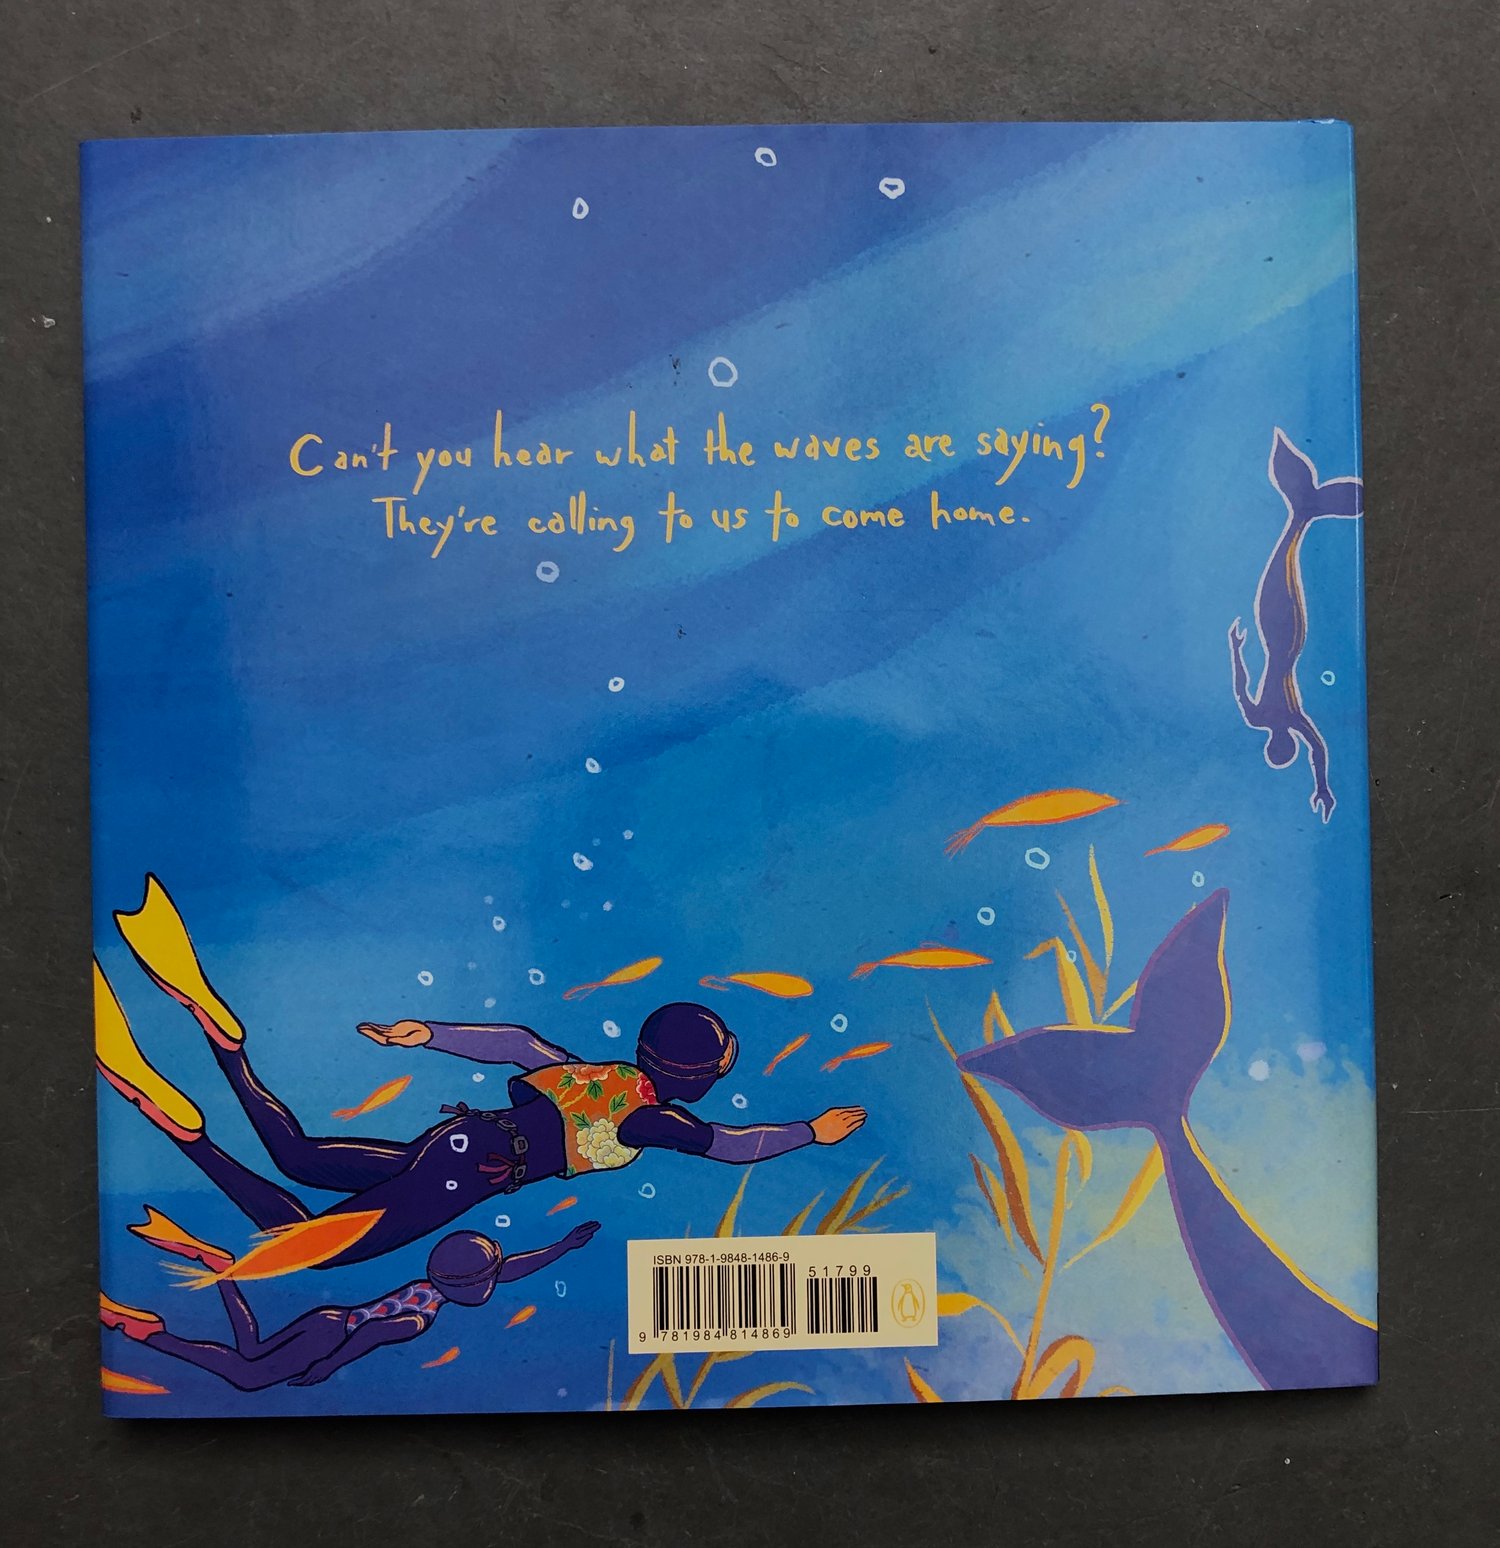 Can't you hear what the waves are saying?
They're calling to us to come home.
ISBN 978-1-9848-1486-9
51799
9 781984 814869